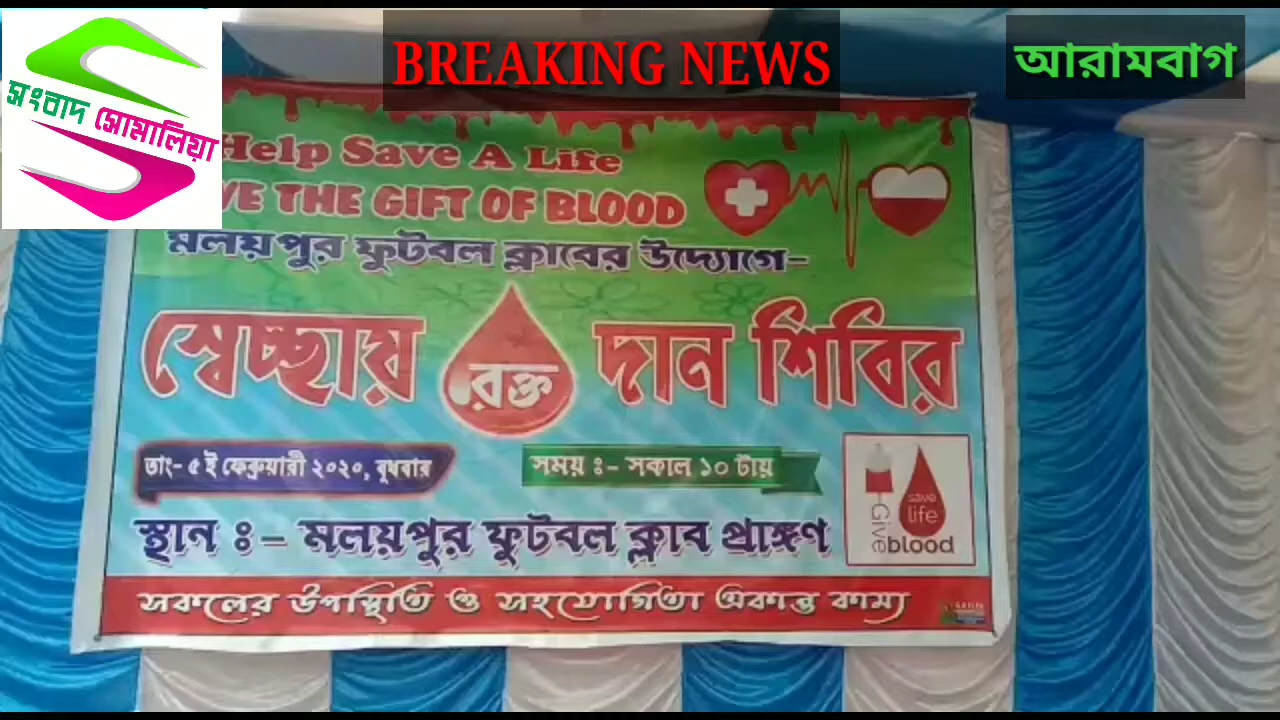 সংবাদ সোমালিয়া
BREAKING NEWS
আরামবাগ
Help Save A Life
VE THE GIFT OF BLOOD
মলয়পুর ফুটবল ক্লাবের উদ্যোগে-
স্বেচ্ছায় রক্ত দান শিবির
তাং- ৫ ই ফেব্রুয়ারী ২০২০, বুধবার
সময় ঃ- সকাল ১০ টায়
স্থান ঃ- মলয়পুর ফুটবল ক্লাব প্রাঙ্গণ
save
life
Give
blood
সকলের উপস্থিতি ও সহযোগিতা একান্ত কাম্য